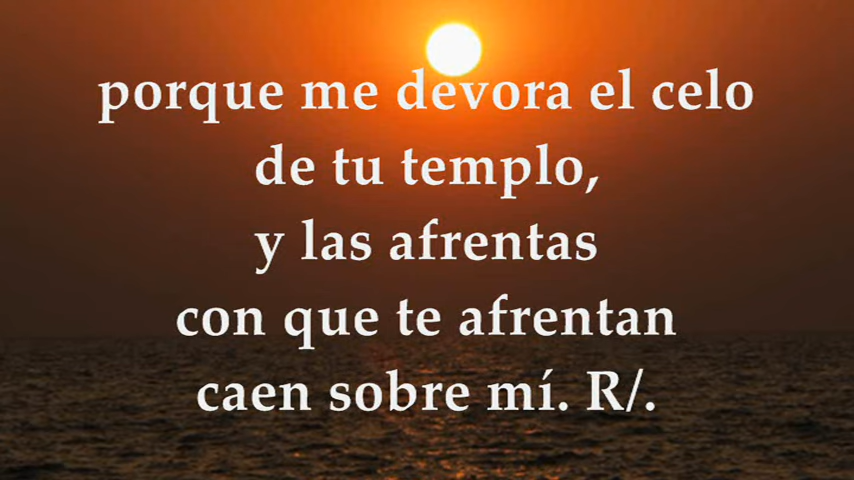 porque me devora el celo
de tu templo,
y las afrentas
con que te afrentan
caen sobre mí. R/.